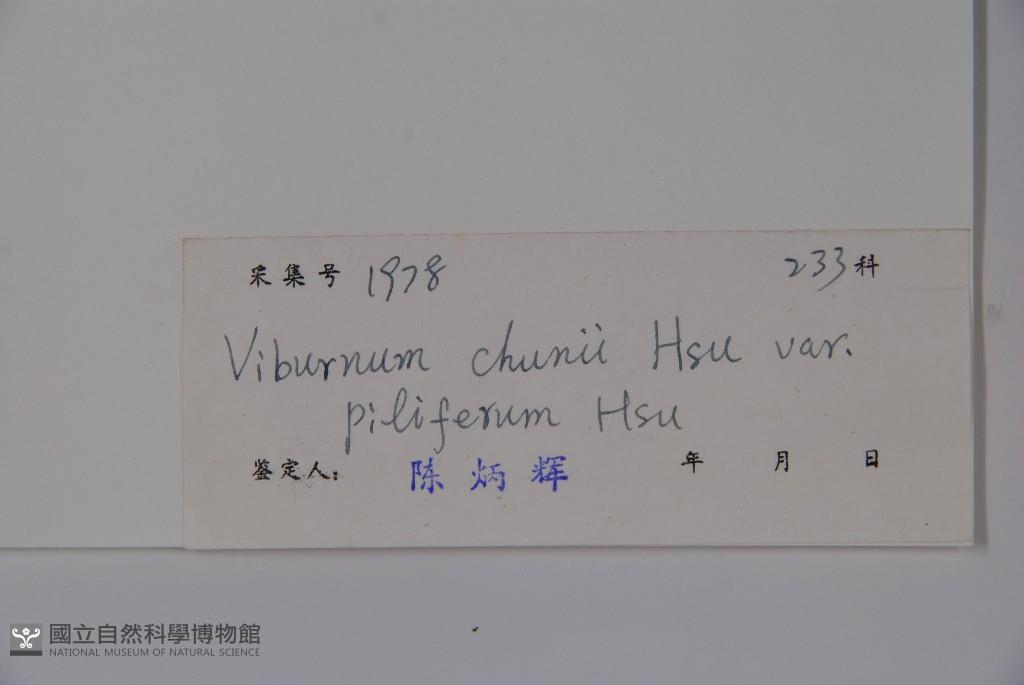 采集号 1978 233科
Viburnum chunii Hsu var.
piliferum Hsu
鉴定人: 陈炳辉 年 月 日
國立自然科學博物館
NATIONAL MUSEUM OF NATURAL SCIENCE